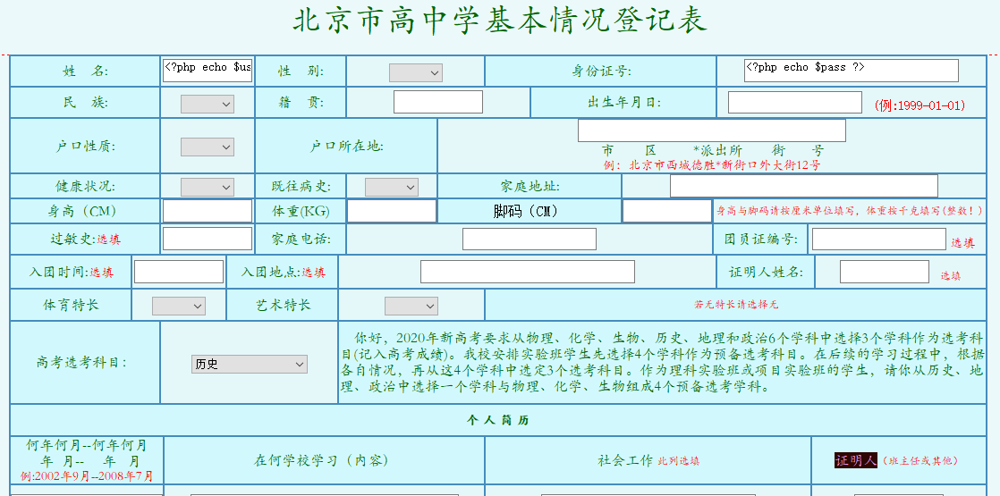 北京市高中学基本情况登记表
姓 名: <?php echo $us 性 别: 身份证号: <?php echo $pass ?>
民 族: 籍 贯: 出生年月日: (例:1999-01-01)
户口性质: 户口所在地:
市 区 *派出所 街 号
例: 北京市西城德胜*新街口外大街12号
健康状况: 既往病史: 家庭地址:
身高（CM） 体重(KG) 脚码（CM） 身高与脚码请按厘米单位填写，体重按千克填写(整数！)
过敏史:选填 家庭电话: 团员证编号: 选填
入团时间:选填 入团地点:选填 证明人姓名: 选填
体育特长 艺术特长 若无特长请选择无
高考选考科目: 历史
你好，2020年新高考要求从物理、化学、生物、历史、地理和政治6个学科中选择3个学科作为选考科
目(记入高考成绩)。我校安排实验班学生先选择4个学科作为预备选考科目。在后续的学习过程中，根据
各自情况，再从这4个学科中选定3个选考科目。作为理科实验班或项目实验班的学生，请你从历史、地
理、政治中选择一个学科与物理、化学、生物组成4个预备选考学科。
个 人 简 历
何年何月--何年何月
年 月-- 年 月
例:2002年9月--2008年7月
在何学校学习（内容）
社会工作 此列选填
证明人（班主任或其他）